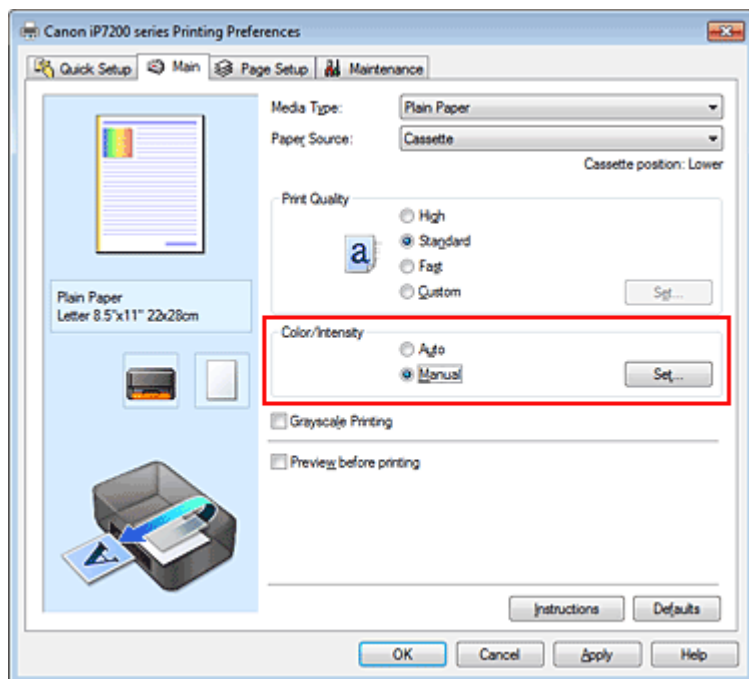 Canon iP7200 series Printing Preferences
Quick Setup Main Page Setup Maintenance
Media Type: Plain Paper
Paper Source: Cassette
Cassette position: Lower
Print Quality
High
Standard
a
Fast
Custom Set...
Plain Paper
Letter 8.5"x11" 22x28cm
Color/Intensity
Auto
Manual Set...
Grayscale Printing
Preview before printing
A
Instructions Defaults
OK Cancel Apply Help